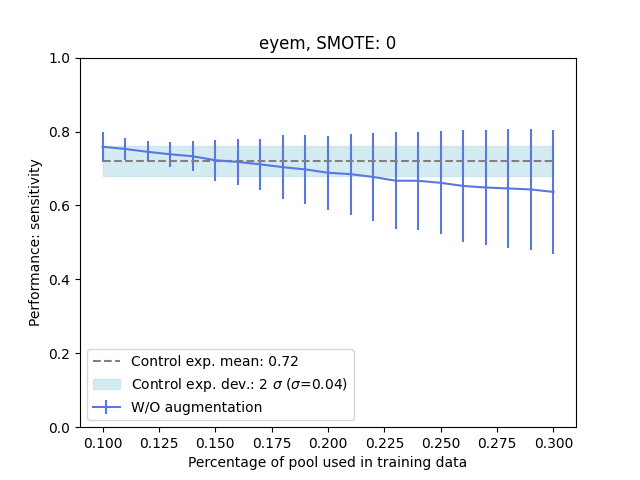 eyem, SMOTE: 0
1.0
0.8
0.6
0.4
0.2
0.0
Performance: sensitivity
Control exp. mean: 0.72
Control exp. dev.: 2 σ (σ=0.04)
W/O augmentation
0.100 0.125 0.150 0.175 0.200 0.225 0.250 0.275 0.300
Percentage of pool used in training data